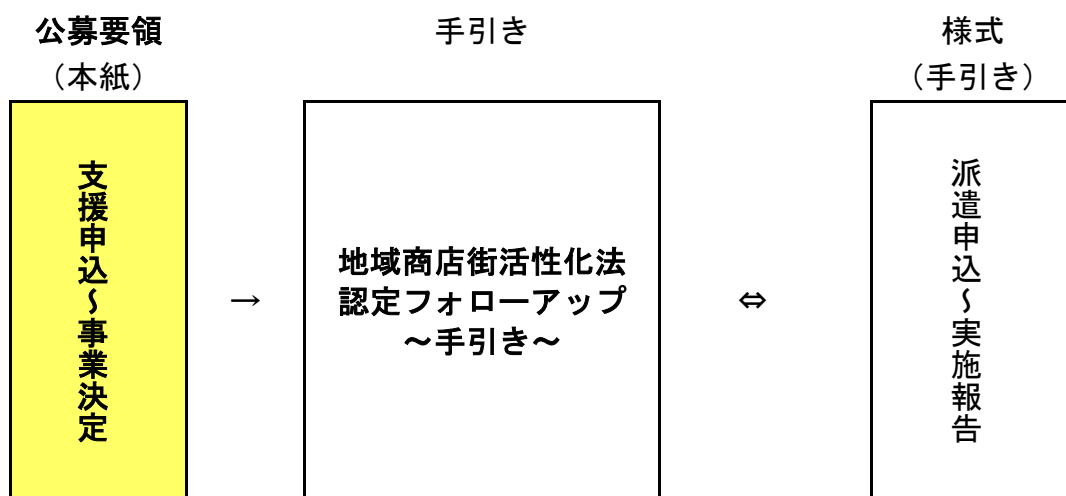 公募要領
（本紙）
支援申込～事業決定
→
手引き
地域商店街活性化法
認定フォローアップ
～手引き～
⇔
様式
（手引き）
派遣申込～実施報告